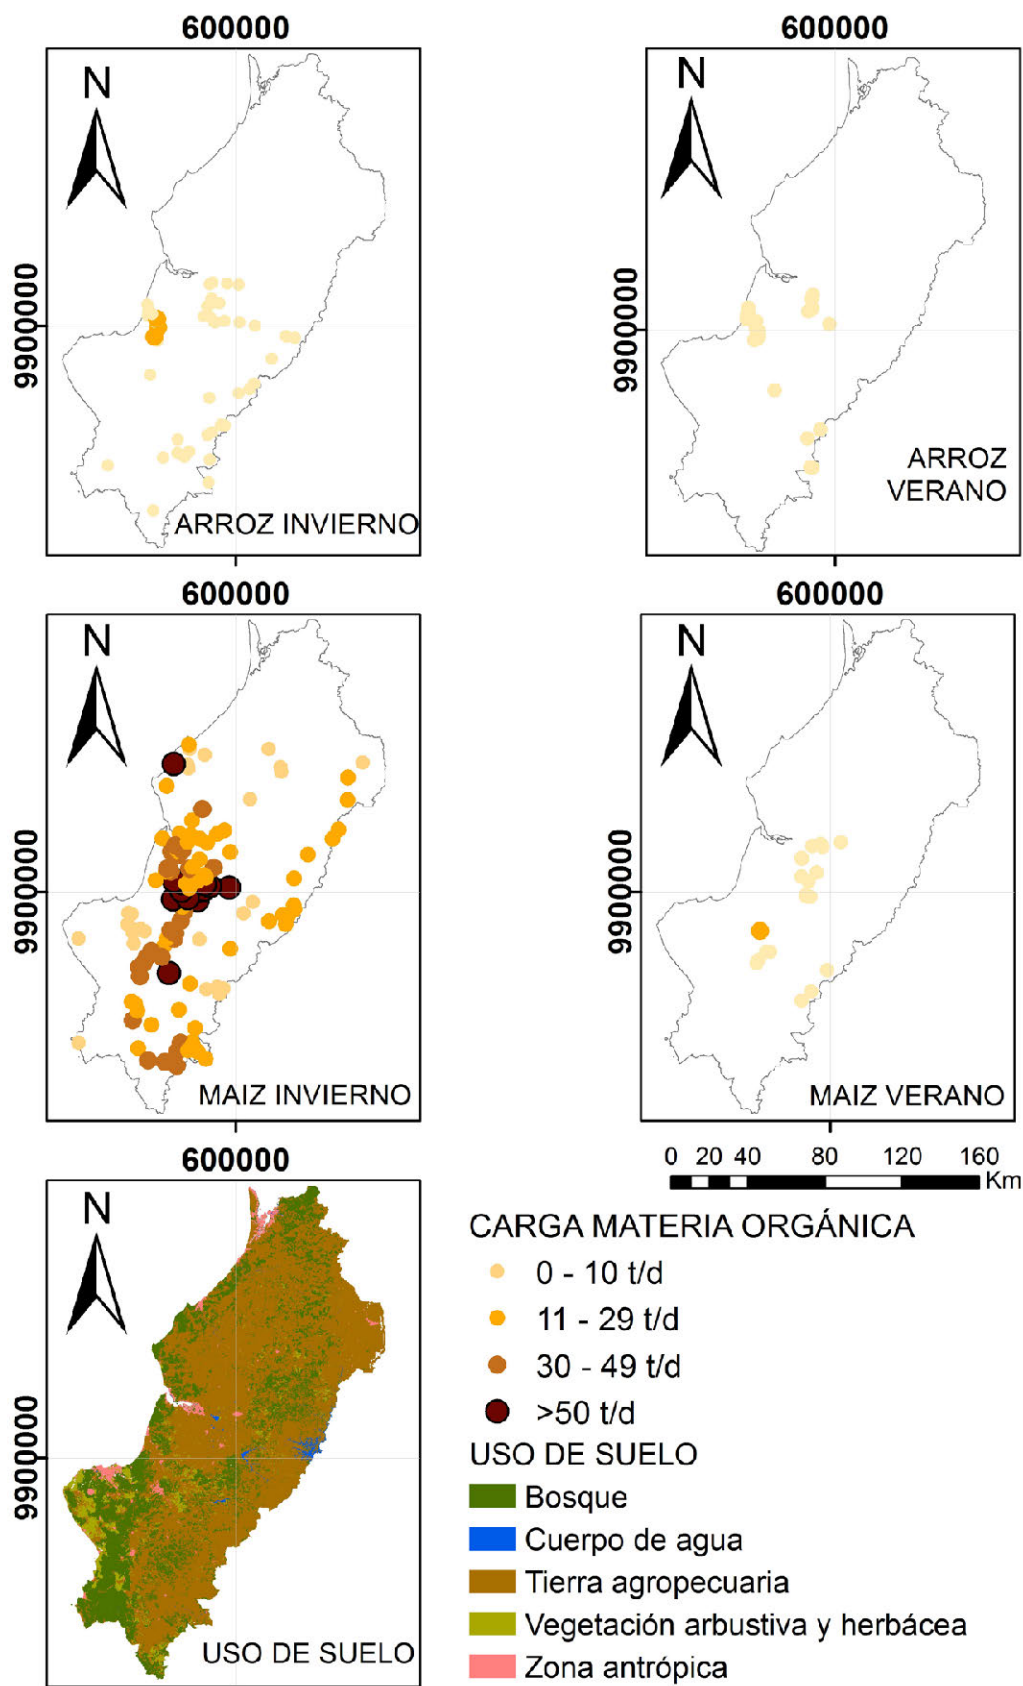 600000
N
9900000
ARROZ INVIERNO
600000
N
9900000
ARROZ
VERANO
600000
N
9900000
MAIZ INVIERNO
600000
N
9900000
MAIZ VERANO
0 20 40 80 120 160
Km
600000
N
9900000
USO DE SUELO
CARGA MATERIA ORGÁNICA
0 - 10 t/d
11 - 29 t/d
30 - 49 t/d
>50 t/d
USO DE SUELO
Bosque
Cuerpo de agua
Tierra agropecuaria
Vegetación arbustiva y herbácea
Zona antrópica